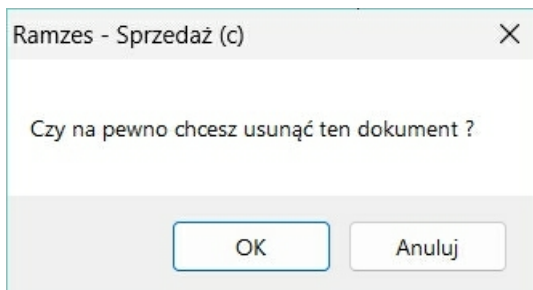 Ramzes - Sprzedaż (c)
Czy na pewno chcesz usunąć ten dokument ?
OK
Anuluj